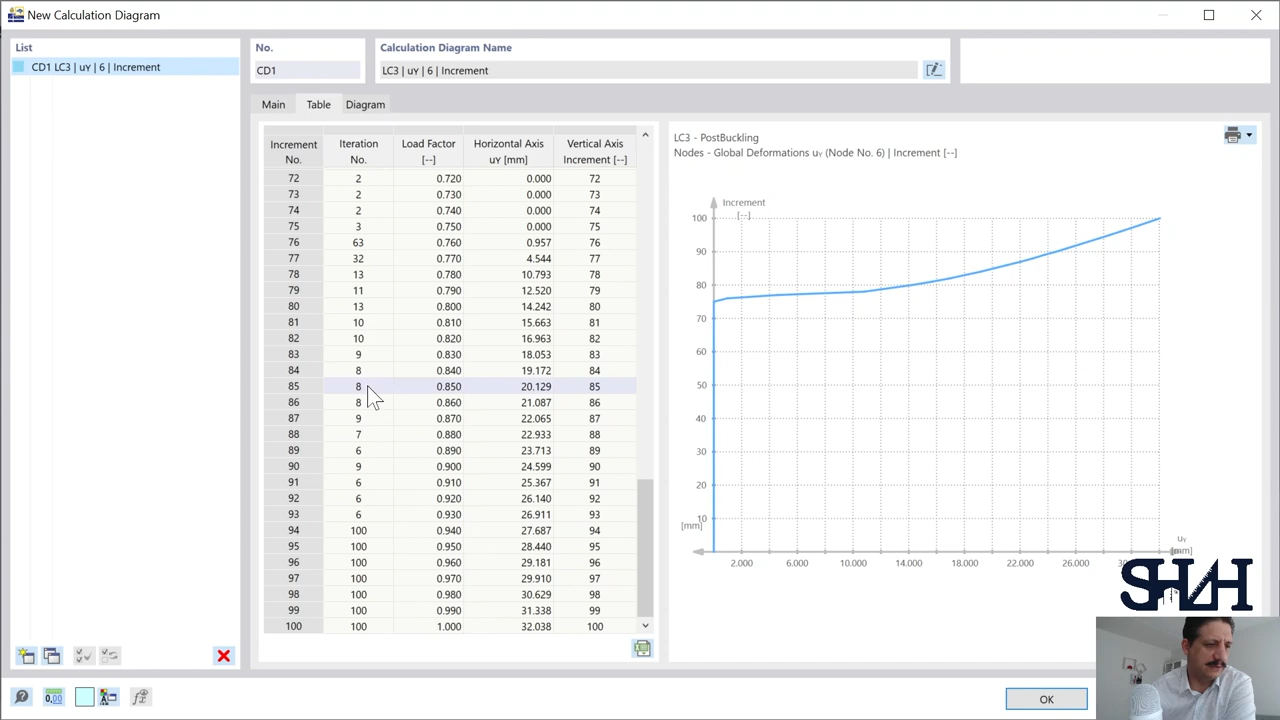 New Calculation Diagram
List
CD1 LC3 | uY | 6 | Increment
No.
CD1
Calculation Diagram Name
LC3 | uY | 6 | Increment
Main Table Diagram
Increment No. Iteration No. Load Factor [--] Horizontal Axis uY [mm] Vertical Axis Increment [--]
72 2 0.720 0.000 72
73 2 0.730 0.000 73
74 2 0.740 0.000 74
75 3 0.750 0.000 75
76 63 0.760 0.957 76
77 32 0.770 4.544 77
78 13 0.780 10.793 78
79 11 0.790 12.520 79
80 13 0.800 14.242 80
81 10 0.810 15.663 81
82 10 0.820 16.963 82
83 9 0.830 18.053 83
84 8 0.840 19.172 84
85 8 0.850 20.129 85
86 8 0.860 21.087 86
87 9 0.870 22.065 87
88 7 0.880 22.933 88
89 6 0.890 23.713 89
90 9 0.900 24.599 90
91 6 0.910 25.367 91
92 6 0.920 26.140 92
93 6 0.930 26.911 93
94 100 0.940 27.687 94
95 100 0.950 28.440 95
96 100 0.960 29.181 96
97 100 0.970 29.910 97
98 100 0.980 30.629 98
99 100 0.990 31.338 99
100 100 1.000 32.038 100
LC3 - PostBuckling
Nodes - Global Deformations uY (Node No. 6) | Increment [--]
Increment
[--]
100
90
80
70
60
50
40
30
20
10
[mm]
uY
[mm]
2.000 6.000 10.000 14.000 18.000 22.000 26.000
SHZH
0,00
OK